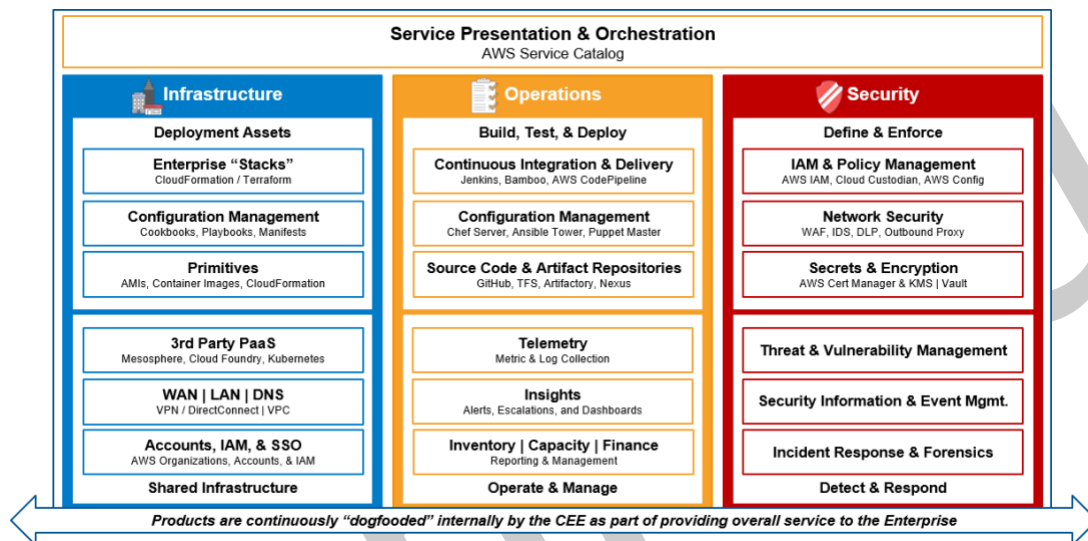 Service Presentation & Orchestration
AWS Service Catalog
Infrastructure
Deployment Assets
Enterprise “Stacks”
CloudFormation / Terraform
Configuration Management
Cookbooks, Playbooks, Manifests
Primitives
AMIs, Container Images, CloudFormation
3rd Party PaaS
Mesosphere, Cloud Foundry, Kubernetes
WAN | LAN | DNS
VPN / DirectConnect | VPC
Accounts, IAM, & SSO
AWS Organizations, Accounts, & IAM
Shared Infrastructure
Operations
Build, Test, & Deploy
Continuous Integration & Delivery
Jenkins, Bamboo, AWS CodePipeline
Configuration Management
Chef Server, Ansible Tower, Puppet Master
Source Code & Artifact Repositories
GitHub, TFS, Artifactory, Nexus
Telemetry
Metric & Log Collection
Insights
Alerts, Escalations, and Dashboards
Inventory | Capacity | Finance
Reporting & Management
Operate & Manage
Security
Define & Enforce
IAM & Policy Management
AWS IAM, Cloud Custodian, AWS Config
Network Security
WAF, IDS, DLP, Outbound Proxy
Secrets & Encryption
AWS Cert Manager & KMS | Vault
Threat & Vulnerability Management
Security Information & Event Mgmt.
Incident Response & Forensics
Detect & Respond
Products are continuously “dogfooded” internally by the CEE as part of providing overall service to the Enterprise